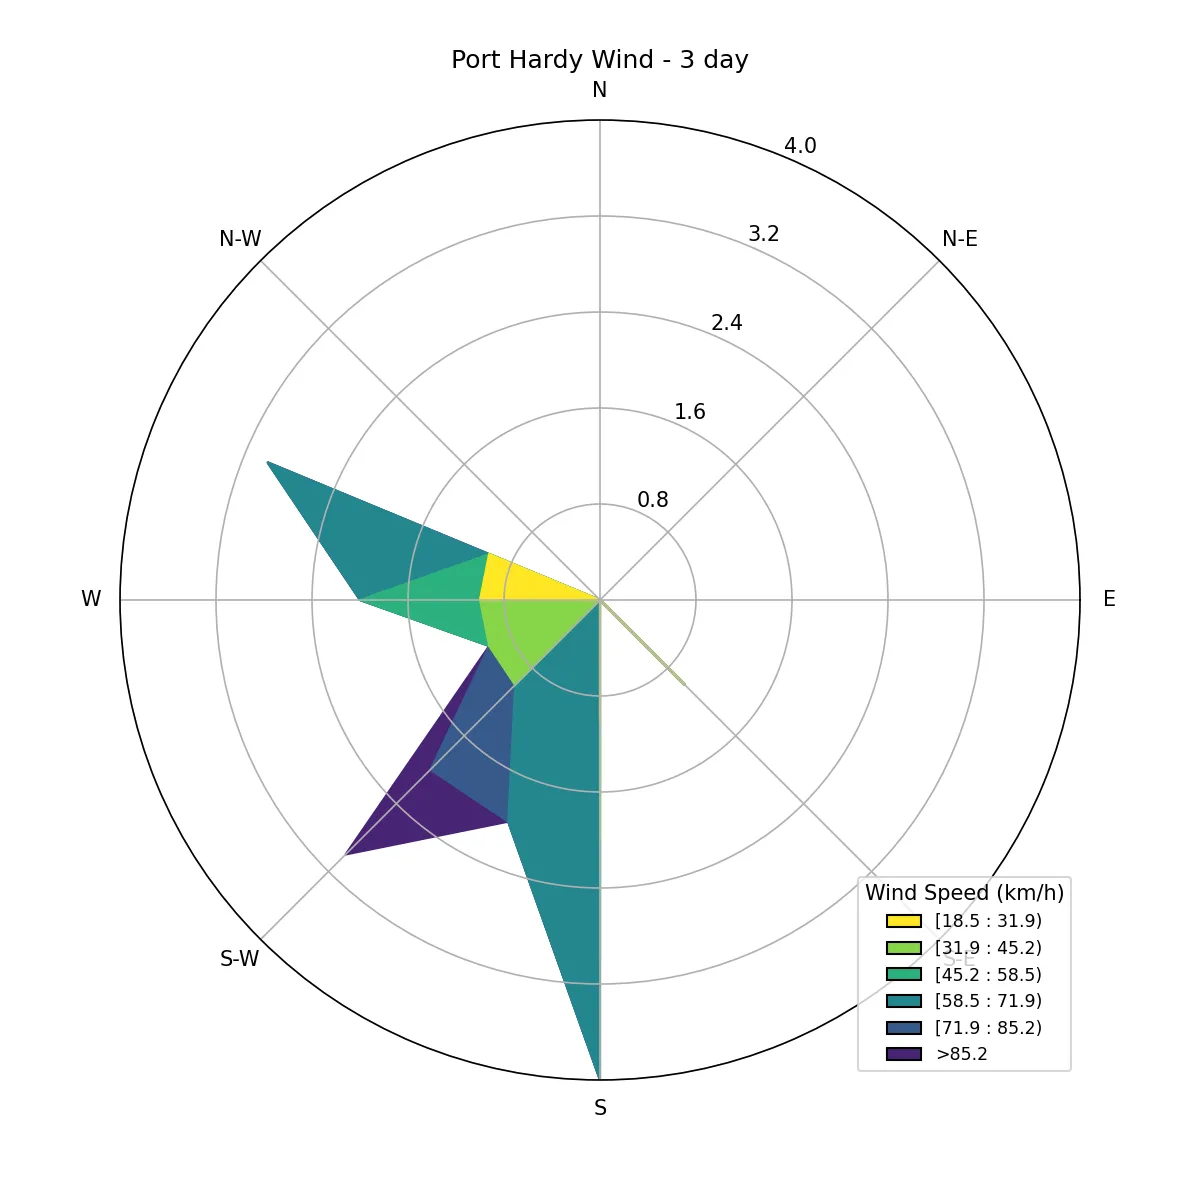 Port Hardy Wind - 3 day
N
4.0
N-W
3.2
N-E
2.4
1.6
0.8
W
E
S-W
S-E
S
Wind Speed (km/h)
[18.5 : 31.9)
[31.9 : 45.2)
[45.2 : 58.5)
[58.5 : 71.9)
[71.9 : 85.2)
>85.2